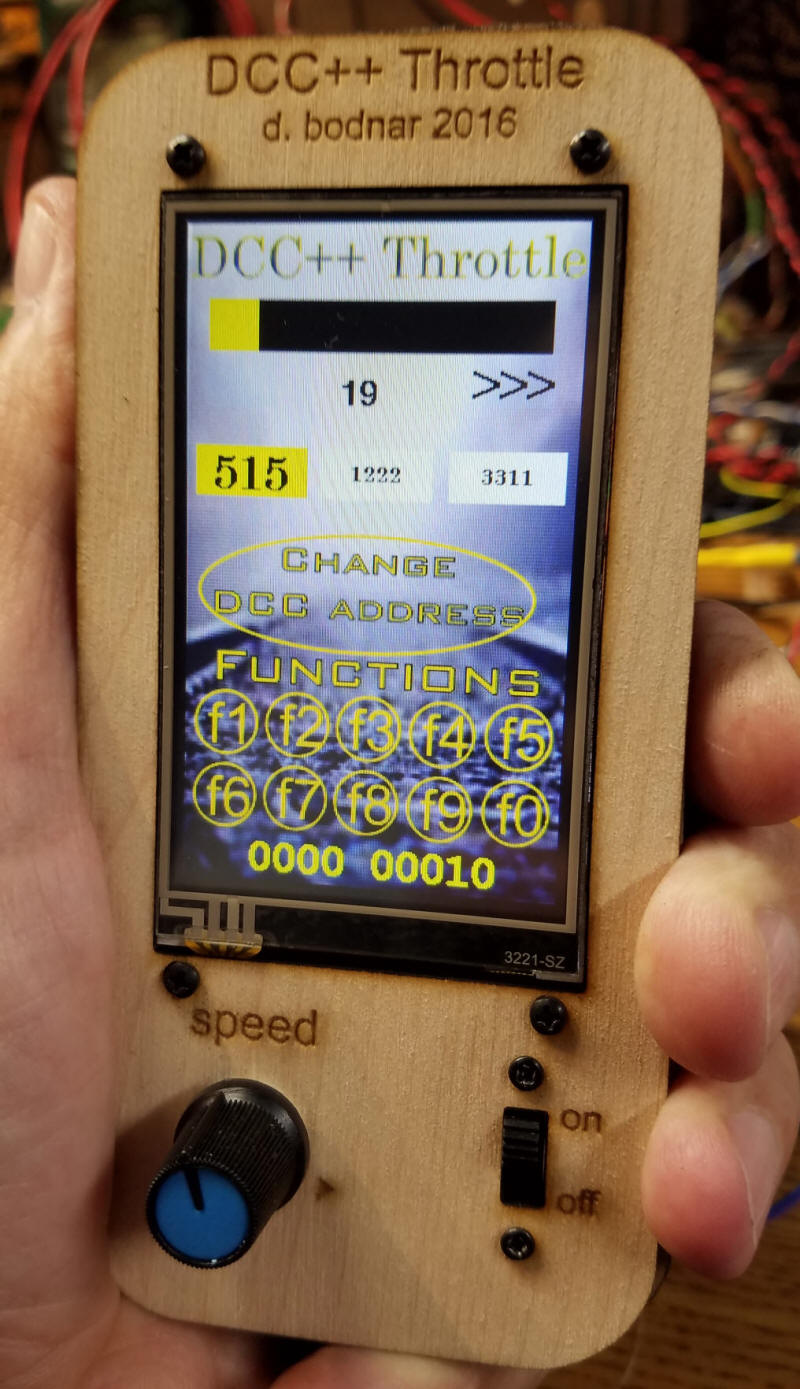 DCC++ Throttle
d. bodnar 2016
DCC++ Throttle
19 >>>
515 1222 3311
CHANGE
DCC ADDRESS
FUNCTIONS
f1 f2 f3 f4 f5
f6 f7 f8 f9 f0
0000 00010
3221-SZ
speed
on
off